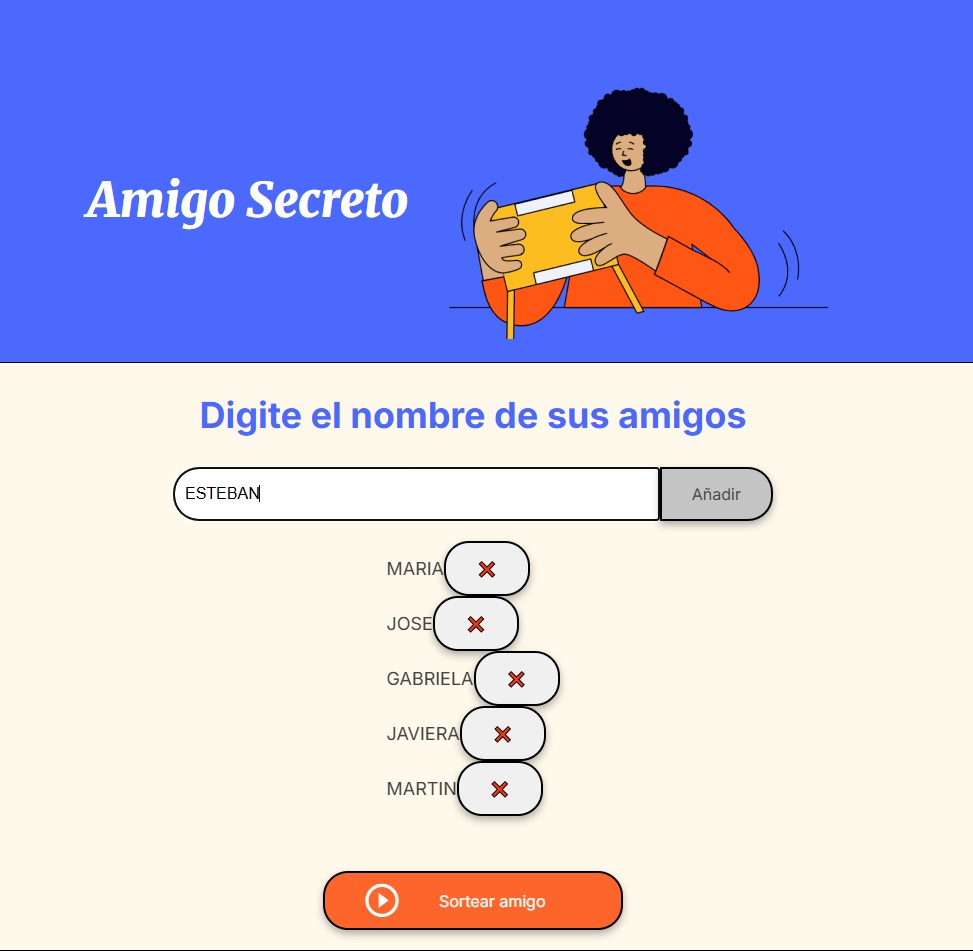 Amigo Secreto
Digite el nombre de sus amigos
ESTEBAN
Añadir
MARIA
JOSE
GABRIELA
JAVIERA
MARTIN
Sortear amigo